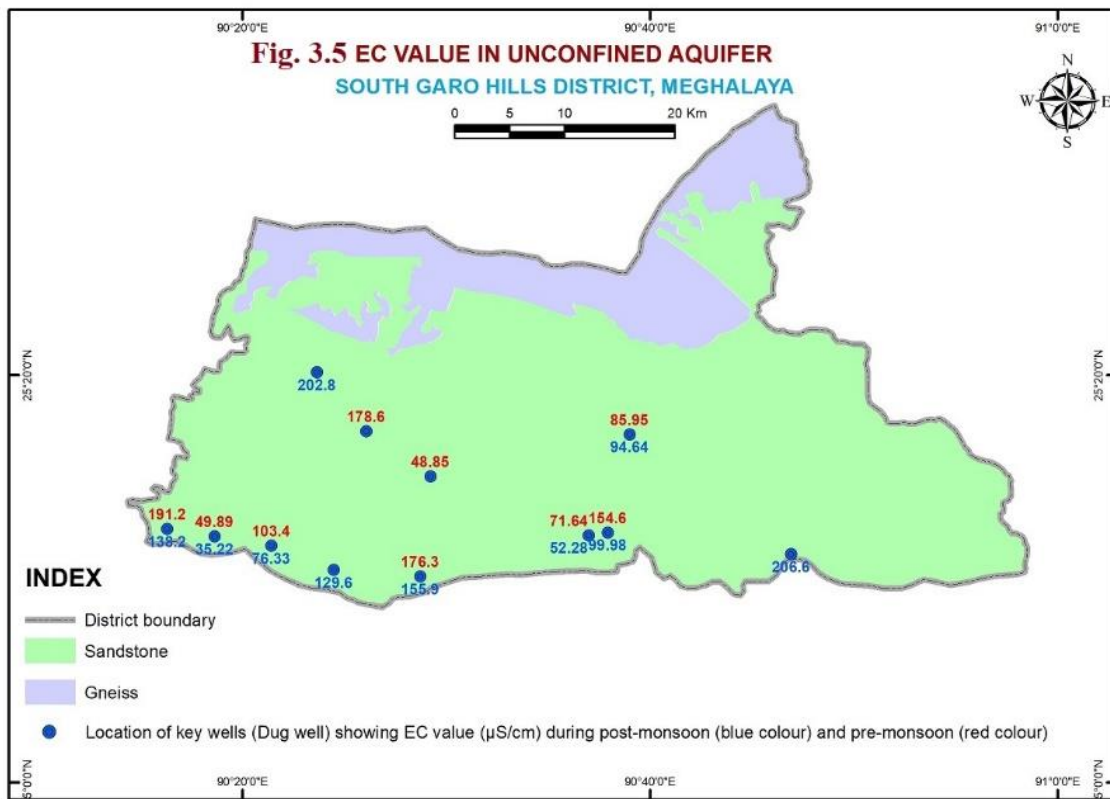 90°20'0"E 90°40'0"E 91°0'0"E
Fig. 3.5 EC VALUE IN UNCONFINED AQUIFER
SOUTH GARO HILLS DISTRICT, MEGHALAYA
0 5 10 20 Km
N
W E
S
25°20'0"N 25°20'0"N
202.8
178.6
85.95
94.64
48.85
191.2
138.2
49.89
35.22
103.4
76.33
129.6
176.3
155.9
71.64
52.28
154.6
99.98
206.6
INDEX
District boundary
Sandstone
Gneiss
Location of key wells (Dug well) showing EC value (µS/cm) during post-monsoon (blue colour) and pre-monsoon (red colour)
90°20'0"E 90°40'0"E 91°0'0"E